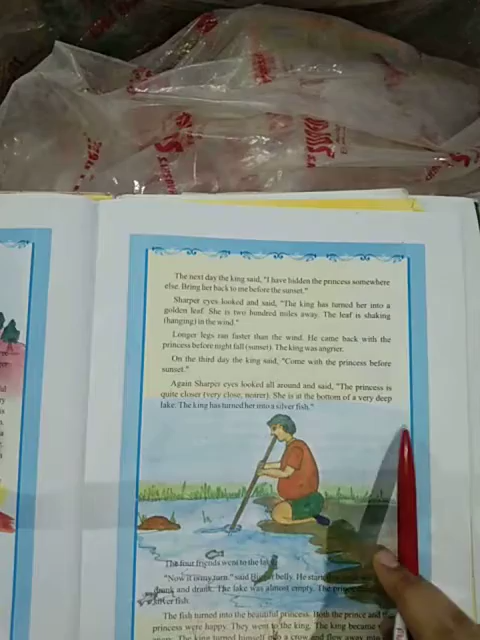 The next day the king said, "I have hidden the princess somewhere
else. Bring her back to me before the sunset."
Sharper eyes looked and said, "The king has turned her into a
golden leaf. She is two hundred miles away. The leaf is shaking
(hanging) in the wind."
Longer legs ran faster than the wind. He came back with the
princess before night fall (sunset). The king was angrier.
On the third day the king said, "Come with the princess before
sunset."
Again Sharper eyes looked all around and said, "The princess is
quite closer (very close, nearer). She is at the bottom of a very deep
lake. The king has turned her into a silver fish."
The four friends went to the lake.
"Now it is my turn." said belly. He
drunk and drunk. The lake was almost empty. The
silver fish.
The fish turned into the beautiful princess. Both the prince and
princess were happy. They went to the king. The king became
The king turned himself into a crow and flew away